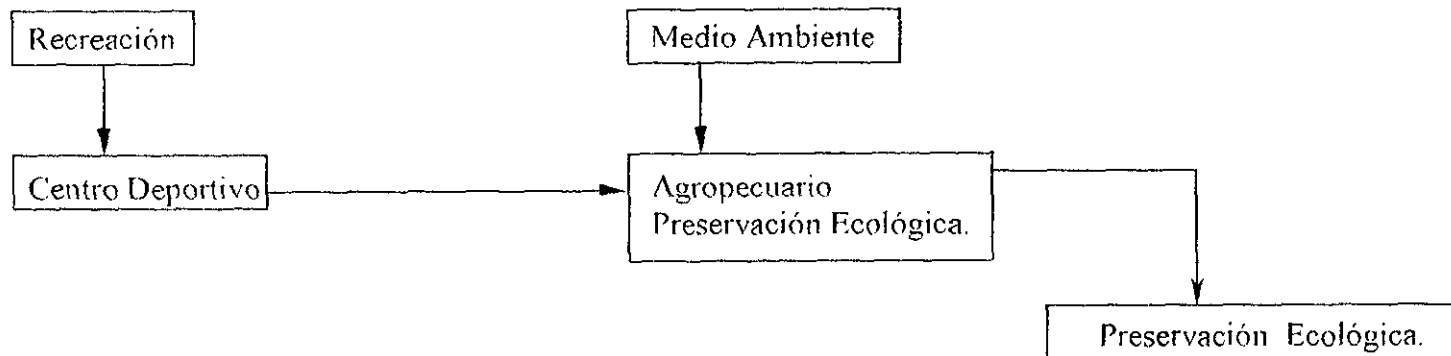 Recreación
Medio Ambiente
Centro Deportivo
Agropecuario
Preservación Ecológica.
Preservación Ecológica.